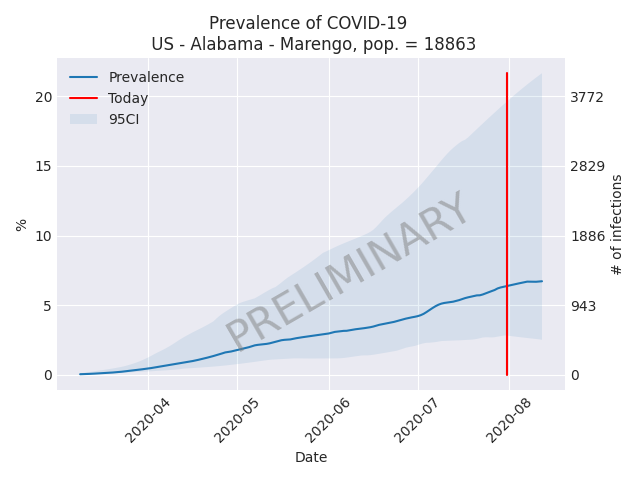 Prevalence of COVID-19
US - Alabama - Marengo, pop. = 18863
Prevalence
Today
95CI
20
15
10
5
0
%
3772
2829
1886
943
0
# of infections
PRELIMINARY
2020-04
2020-05
2020-06
2020-07
2020-08
Date